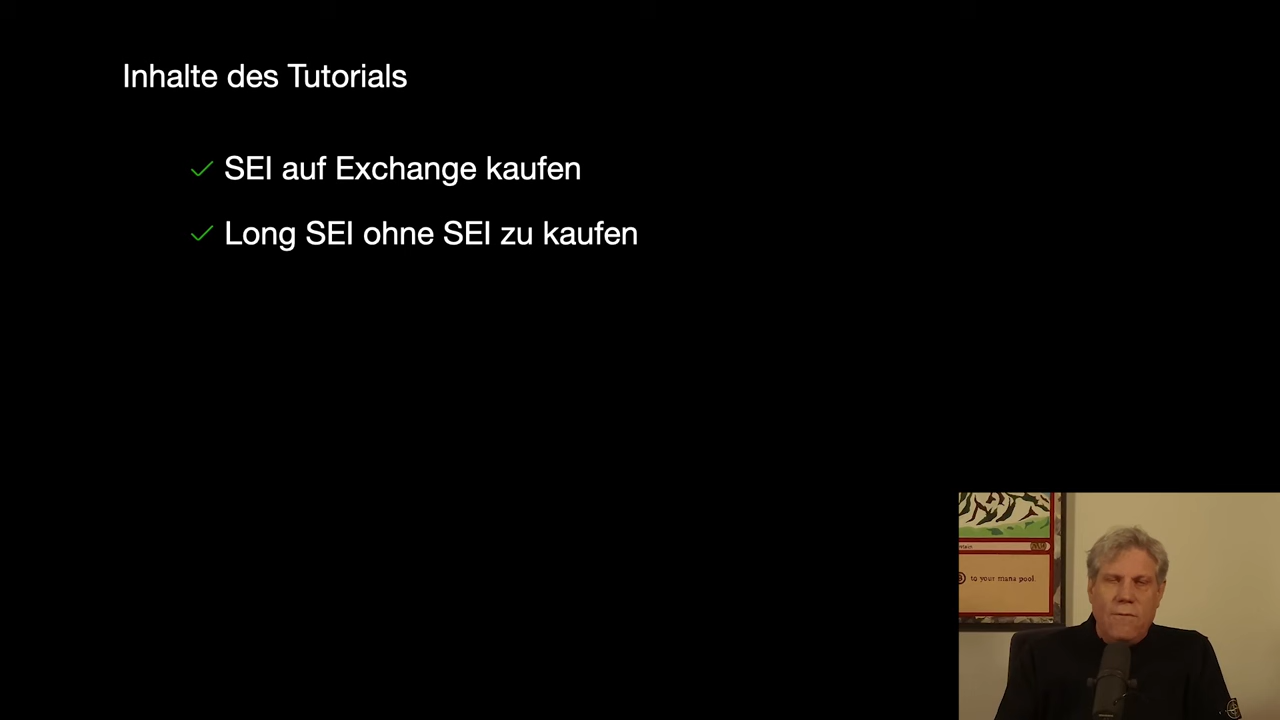 Inhalte des Tutorials
SEI auf Exchange kaufen
Long SEI ohne SEI zu kaufen
to your mana pool